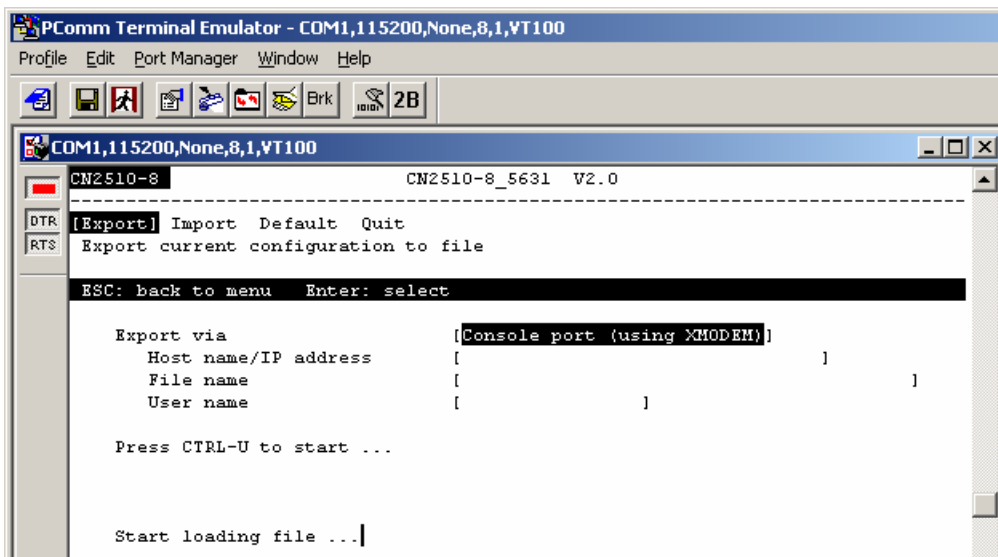 PComm Terminal Emulator - COM1,115200,None,8,1,VT100
Profile Edit Port Manager Window Help
Brk 2B
COM1,115200,None,8,1,VT100
CN2510-8 CN2510-8_5631 V2.0
--------------------------------------------------------------------------------
DTR [Export] Import Default Quit
RTS Export current configuration to file
ESC: back to menu Enter: select
Export via [Console port (using XMODEM)]
Host name/IP address [ ]
File name [ ]
User name [ ]
Press CTRL-U to start ...
Start loading file ...